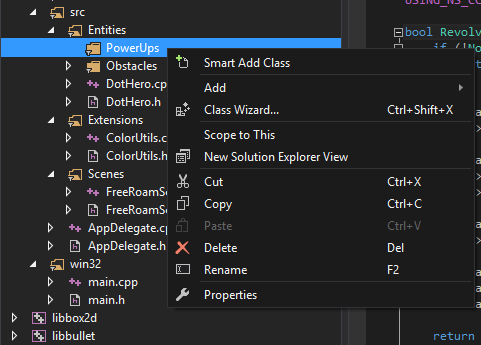 src
USING_NS_CC
Entities
bool Revolv
PowerUps
if (!No
Obstacles
Smart Add Class
DotHero.cp
Add
DotHero.h
Class Wizard... Ctrl+Shift+X
Extensions
Scope to This
ColorUtils.c
New Solution Explorer View
ColorUtils.h
Scenes
Cut Ctrl+X
FreeRoamSc
Copy Ctrl+C
FreeRoamSc
Paste Ctrl+V
AppDelegate.cp
Delete Del
AppDelegate.h
Rename F2
win32
main.cpp
Properties
main.h
libbox2d
libbullet
return